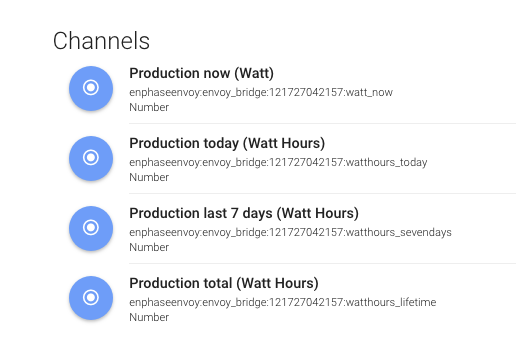 Channels
Production now (Watt)
enphaseenvoy:envoy_bridge:121727042157:watt_now
Number
Production today (Watt Hours)
enphaseenvoy:envoy_bridge:121727042157:watthours_today
Number
Production last 7 days (Watt Hours)
enphaseenvoy:envoy_bridge:121727042157:watthours_sevendays
Number
Production total (Watt Hours)
enphaseenvoy:envoy_bridge:121727042157:watthours_lifetime
Number